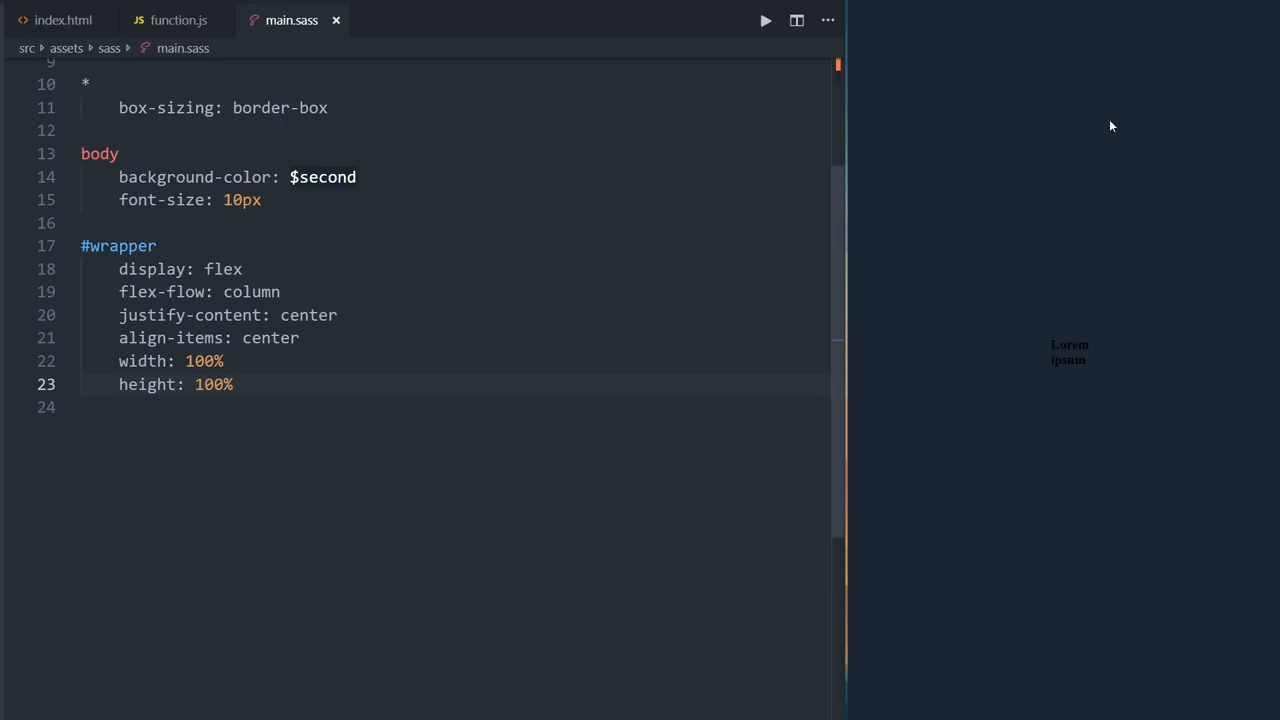 index.html
JS function.js
main.sass ×
src assets sass main.sass
9
10 *
11 box-sizing: border-box
12
13 body
14 background-color: $second
15 font-size: 10px
16
17 #wrapper
18 display: flex
19 flex-flow: column
20 justify-content: center
21 align-items: center
22 width: 100%
23 height: 100%
24
Lorem
ipsum